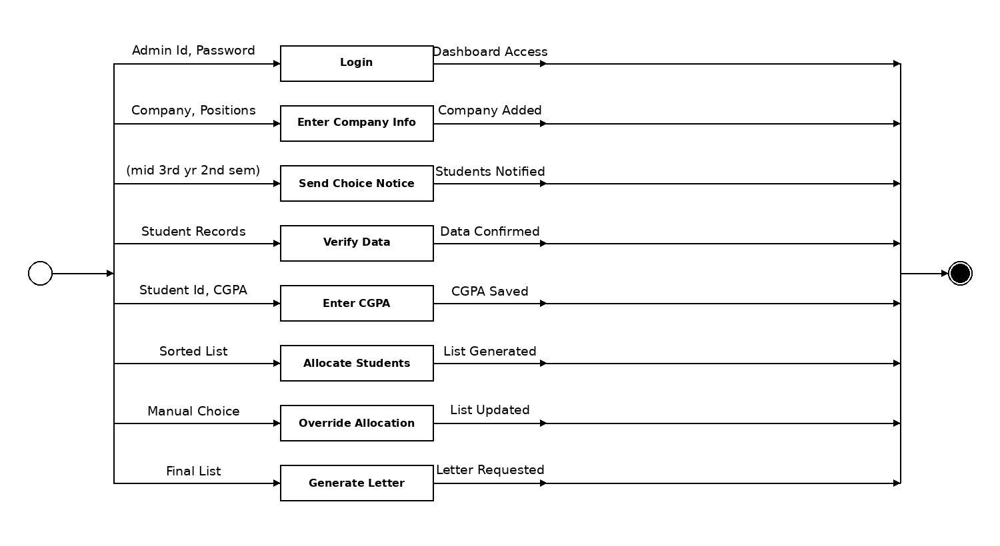 Admin Id, Password
Login
Dashboard Access
Company, Positions
Enter Company Info
Company Added
(mid 3rd yr 2nd sem)
Send Choice Notice
Students Notified
Student Records
Verify Data
Data Confirmed
Student Id, CGPA
Enter CGPA
CGPA Saved
Sorted List
Allocate Students
List Generated
Manual Choice
Override Allocation
List Updated
Final List
Generate Letter
Letter Requested